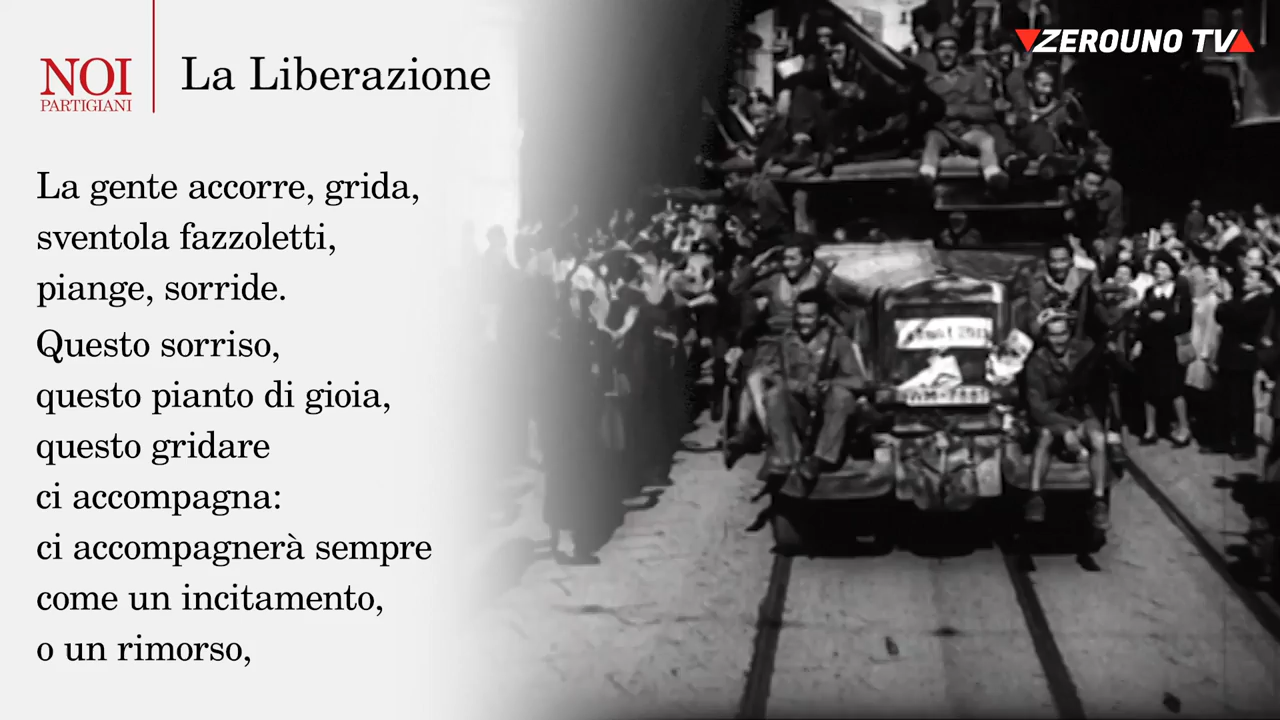 NOI
PARTIGIANI
La Liberazione
ZEROUNO TV
La gente accorre, grida,
sventola fazzoletti,
piange, sorride.
Questo sorriso,
questo pianto di gioia,
questo gridare
ci accompagna:
ci accompagnerà sempre
come un incitamento,
o un rimorso,